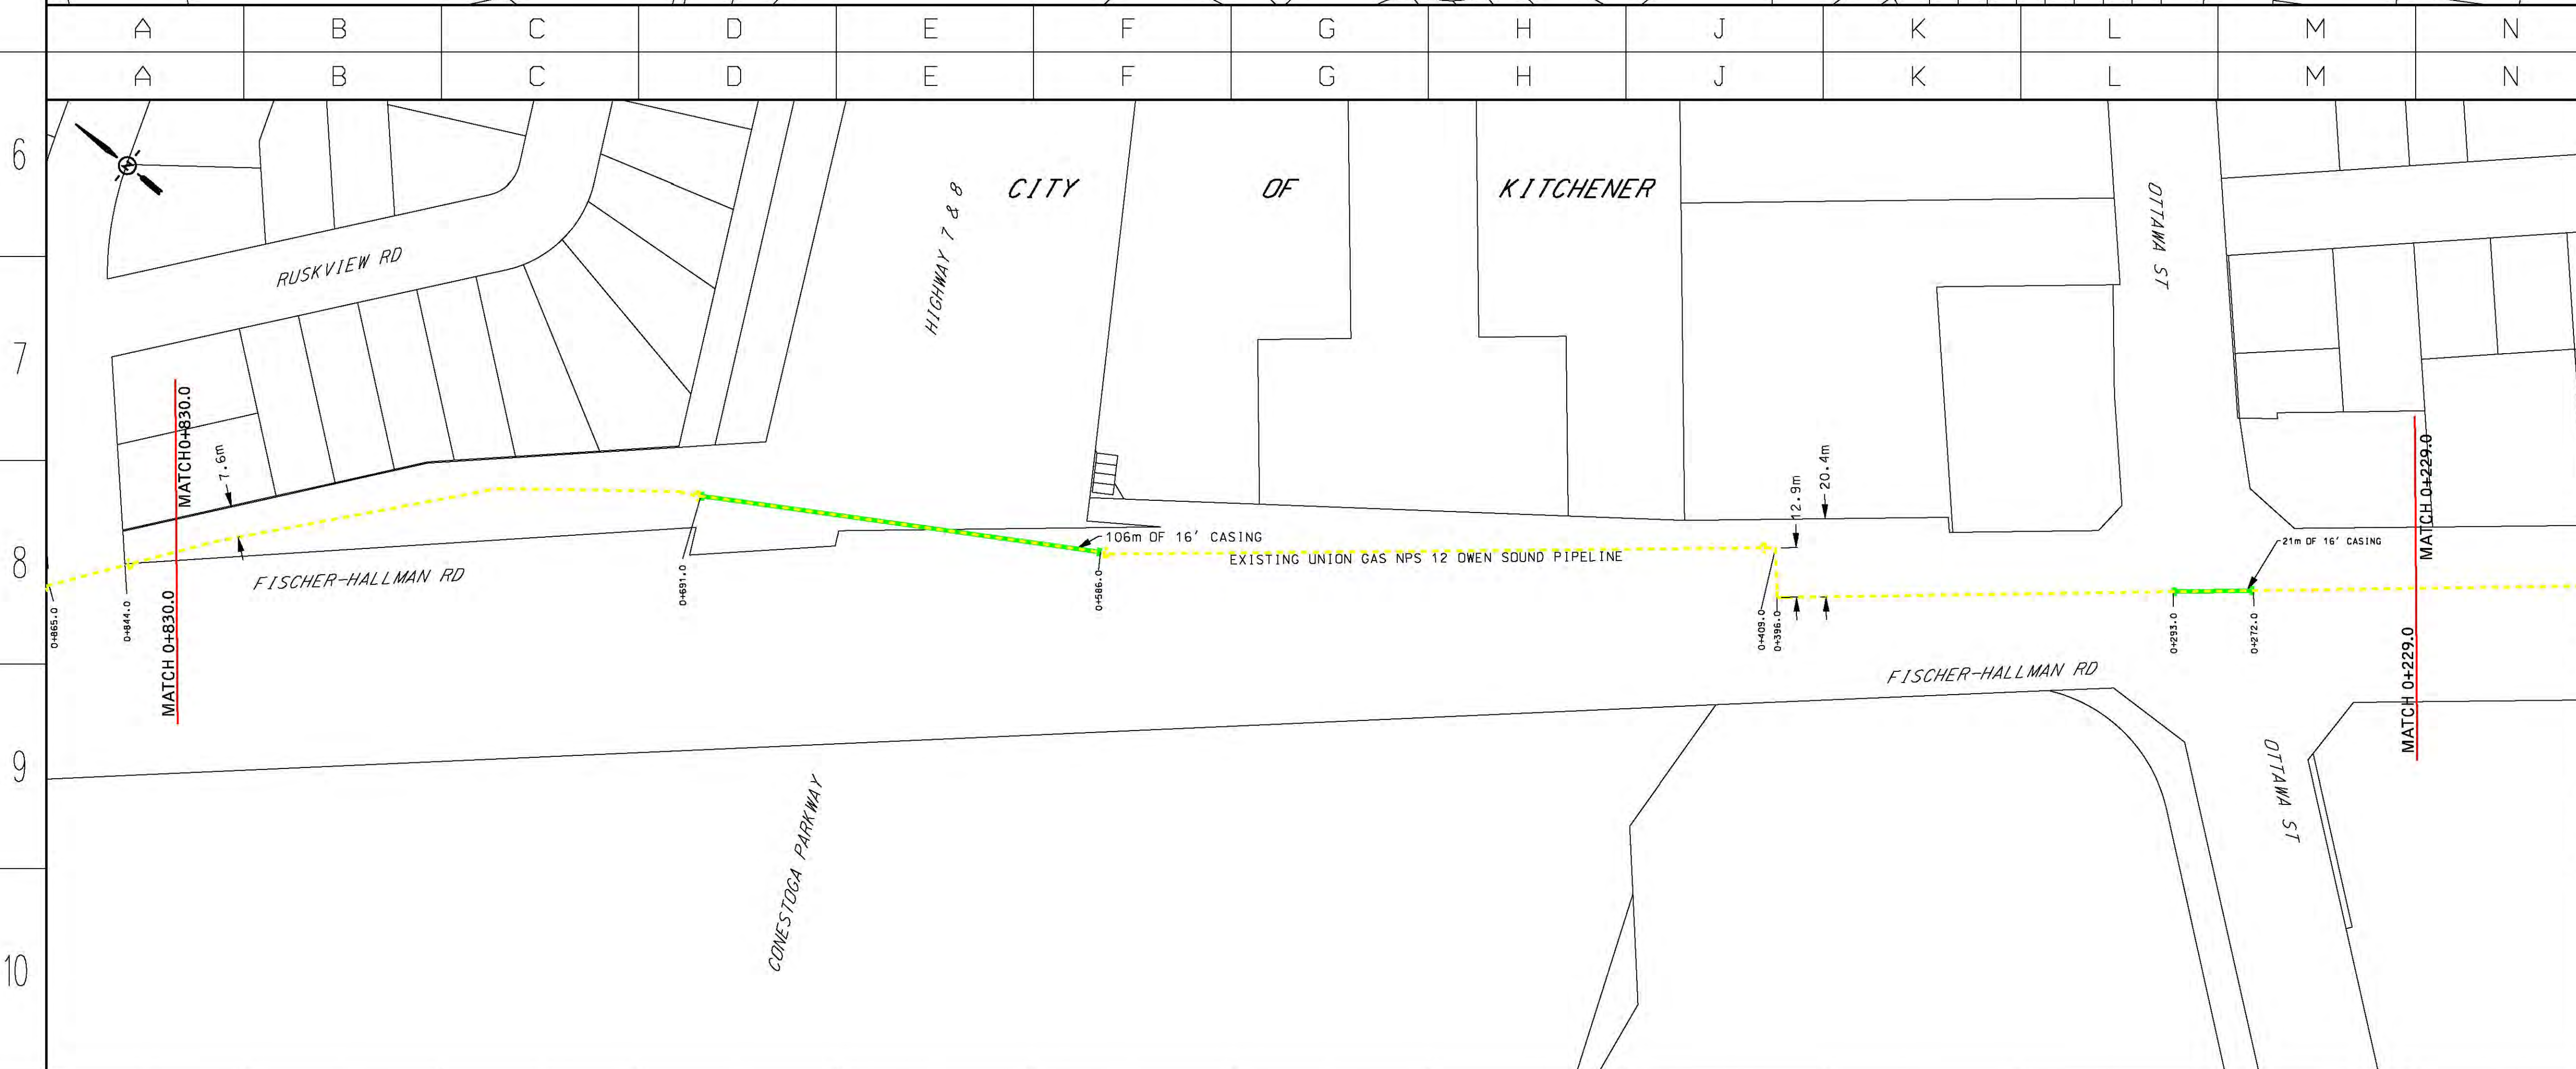 A B C D E F G H J K L M N
A B C D E F G H J K L M N
6
N
CITY OF KITCHENER
HIGHWAY 7 & 8
OTTAWA ST
RUSKVIEW RD
7
MATCH0+830.0
7.6m
MATCH 0+229.0
12.9m
20.4m
8
106m OF 16' CASING
21m OF 16' CASING
EXISTING UNION GAS NPS 12 OWEN SOUND PIPELINE
FISCHER-HALLMAN RD
0+865.0
0+844.0
MATCH 0+830.0
0+691.0
0+586.0
0+409.0
0+396.0
0+293.0
0+272.0
MATCH 0+229.0
FISCHER-HALLMAN RD
9
OTTAWA ST
CONESTOGA PARKWAY
10